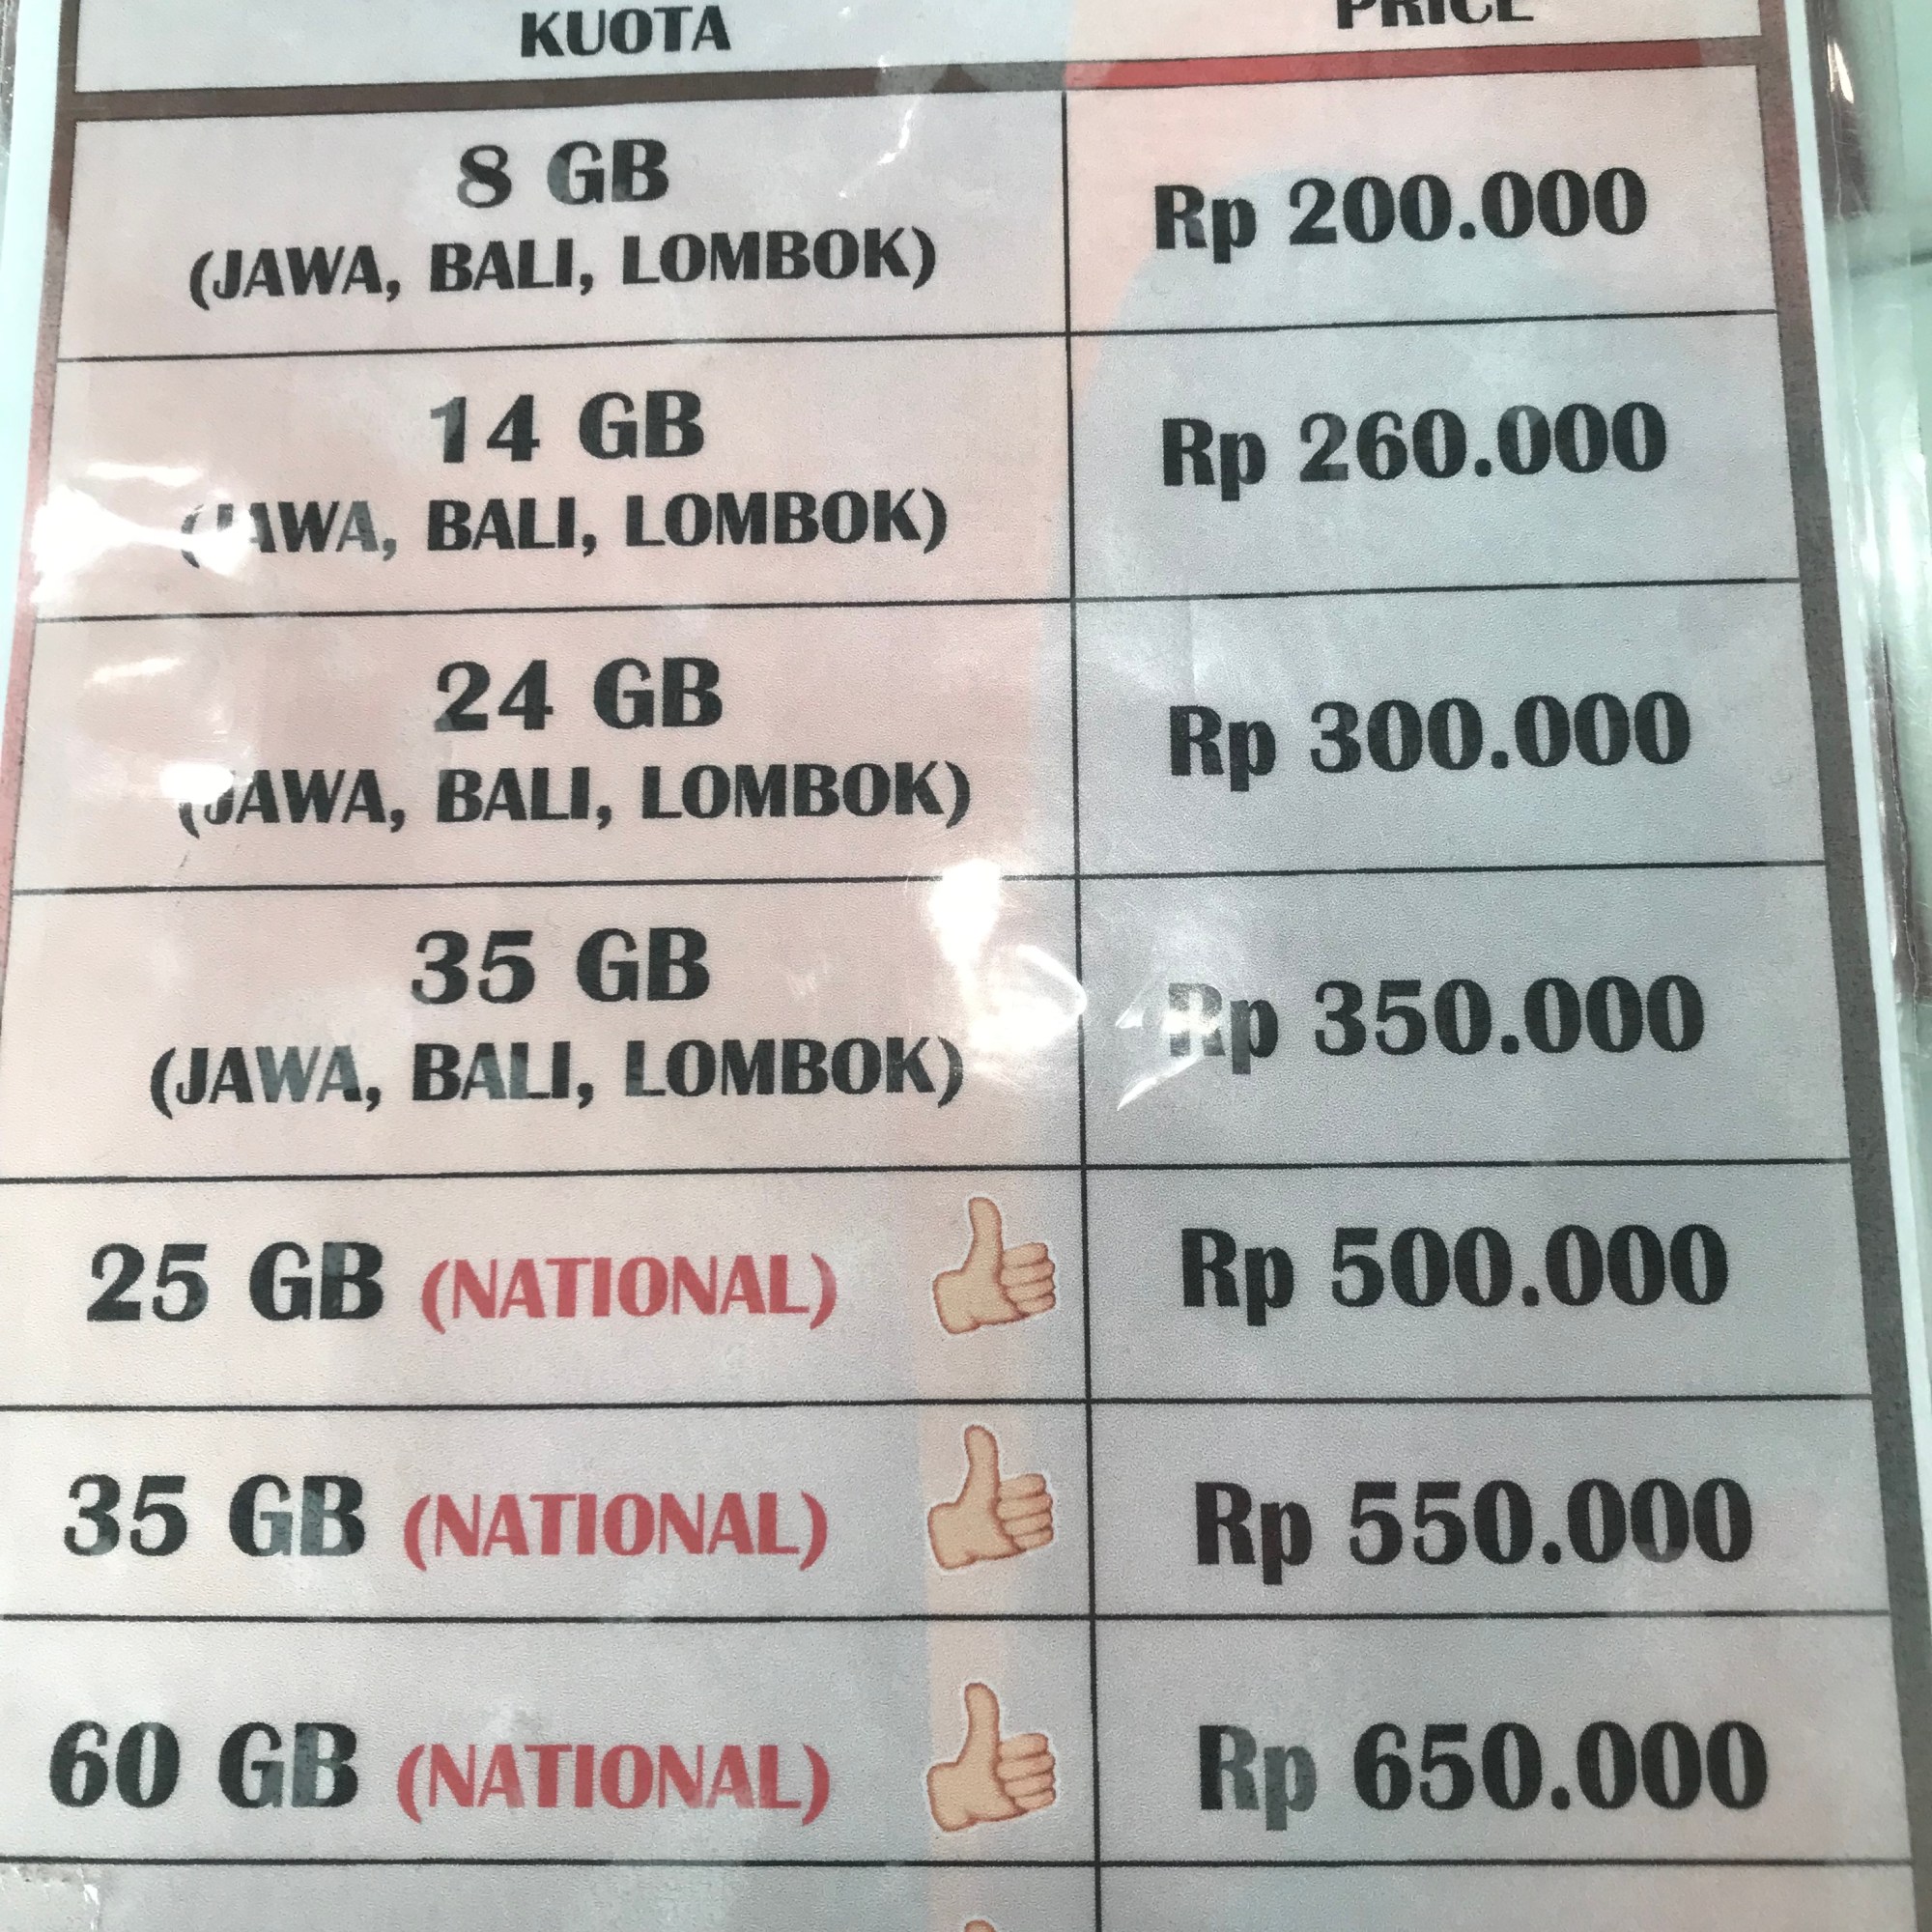 KUOTA PRICE
8 GB
(JAWA, BALI, LOMBOK)
Rp 200.000
14 GB
(JAWA, BALI, LOMBOK)
Rp 260.000
24 GB
(JAWA, BALI, LOMBOK)
Rp 300.000
35 GB
(JAWA, BALI, LOMBOK)
Rp 350.000
25 GB (NATIONAL) Rp 500.000
35 GB (NATIONAL) Rp 550.000
60 GB (NATIONAL) Rp 650.000